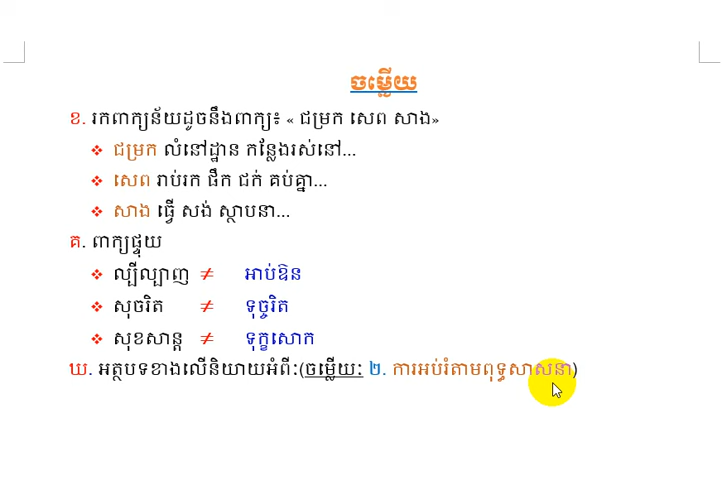 ចម្លើយ
ខ. រកពាក្យន័យដូចនឹងពាក្យ៖ « ជម្រក សេព សាង»
❖ ជម្រក លំនៅដ្ឋាន កន្លែងរស់នៅ...
❖ សេព រាប់រក ផឹក ជក់ គប់គ្នា...
❖ សាង ធ្វើ សង់ ស្ថាបនា...
គ. ពាក្យផ្ទុយ
❖ ល្បីល្បាញ ≠ អាប់ឱន
❖ សុចរិត ≠ ទុច្ចរិត
❖ សុខសាន្ត ≠ ទុក្ខសោក
ឃ. អត្ថបទខាងលើនិយាយអំពីៈ(ចម្លើយៈ ២. ការអប់រំតាមពុទ្ធសាសនា)